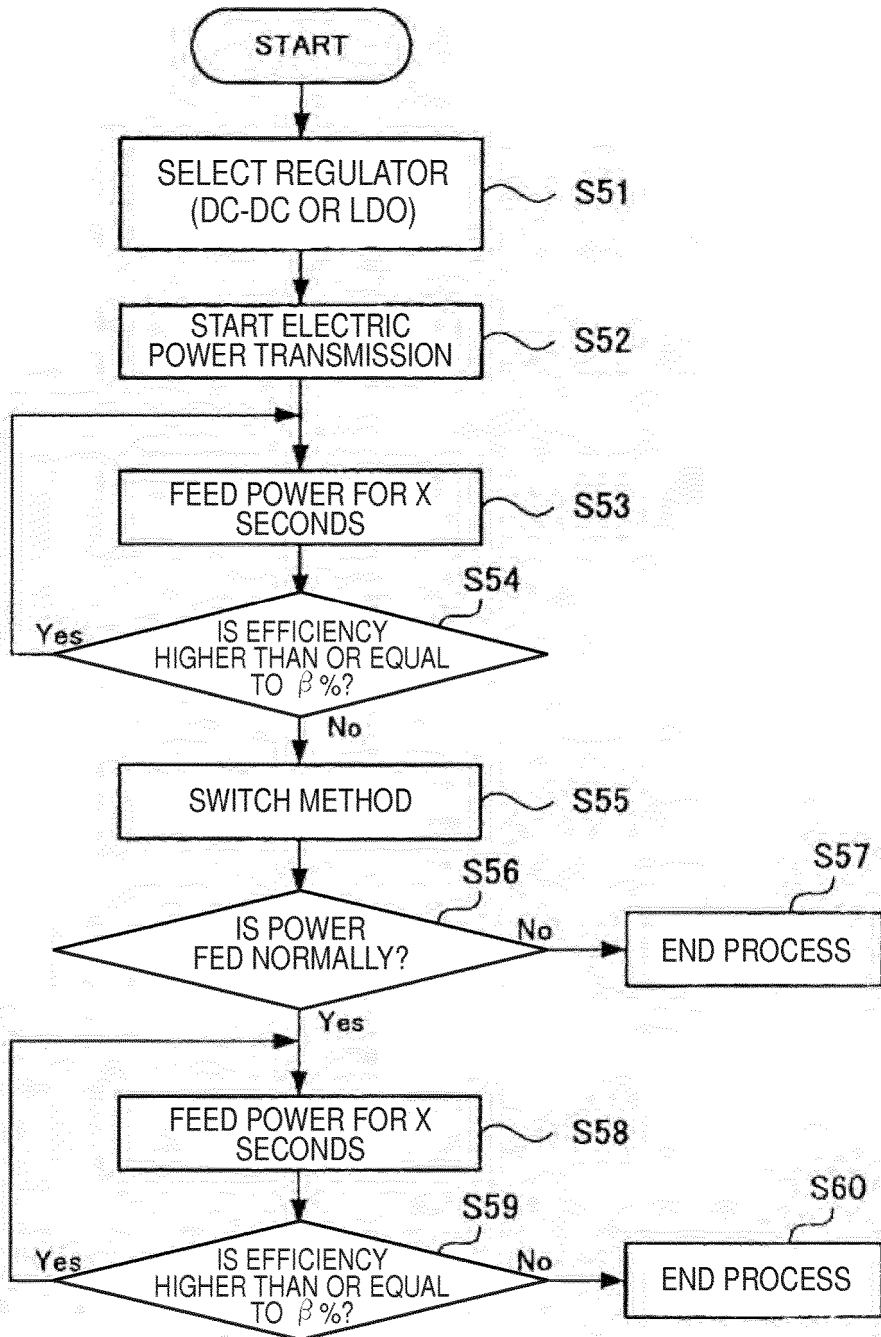 START
SELECT REGULATOR
(DC-DC OR LDO)
S51
START ELECTRIC
POWER TRANSMISSION
S52
FEED POWER FOR X
SECONDS
S53
S54
Yes
IS EFFICIENCY
HIGHER THAN OR EQUAL
TO β%?
No
SWITCH METHOD
S55
S56
S57
IS POWER
FED NORMALLY?
No
END PROCESS
Yes
FEED POWER FOR X
SECONDS
S58
S59
S60
Yes
IS EFFICIENCY
HIGHER THAN OR EQUAL
TO β%?
No
END PROCESS